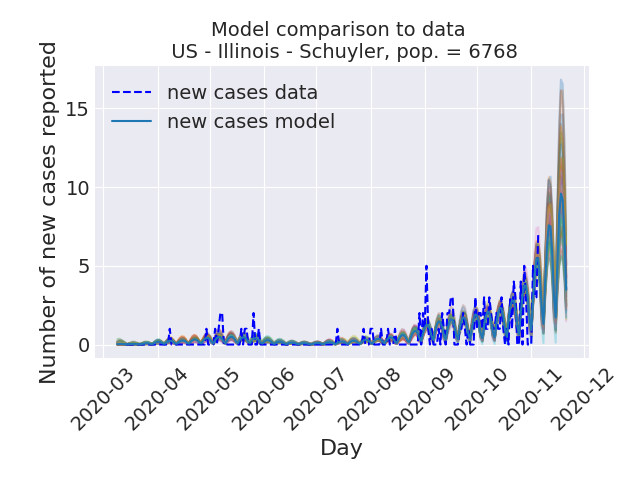 Model comparison to data
US - Illinois - Schuyler, pop. = 6768
Number of new cases reported
15
10
5
0
new cases data
new cases model
2020-03
2020-04
2020-05
2020-06
2020-07
2020-08
2020-09
2020-10
2020-11
2020-12
Day